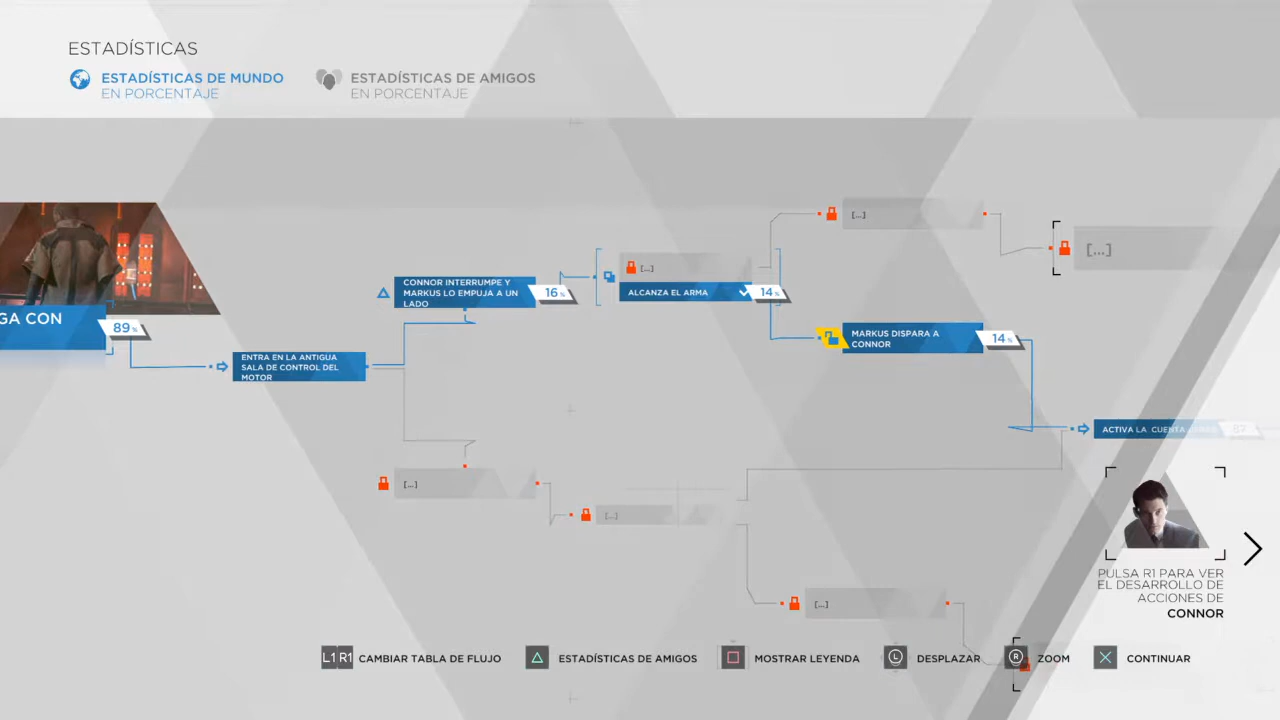 ESTADÍSTICAS
ESTADÍSTICAS DE MUNDO
EN PORCENTAJE
ESTADÍSTICAS DE AMIGOS
EN PORCENTAJE
GA CON
89%
ENTRA EN LA ANTIGUA
SALA DE CONTROL DEL
MOTOR
CONNOR INTERRUMPE Y
MARKUS LO EMPUJA A UN
LADO
16%
[...]
ALCANZA EL ARMA
14%
[...]
[...]
MARKUS DISPARA A
CONNOR
14%
ACTIVA LA CUENTA
87
[...]
[...]
[...]
PULSA R1 PARA VER
EL DESARROLLO DE
ACCIONES DE
CONNOR
L1 R1 CAMBIAR TABLA DE FLUJO
ESTADÍSTICAS DE AMIGOS
MOSTRAR LEYENDA
L DESPLAZAR
R ZOOM
CONTINUAR